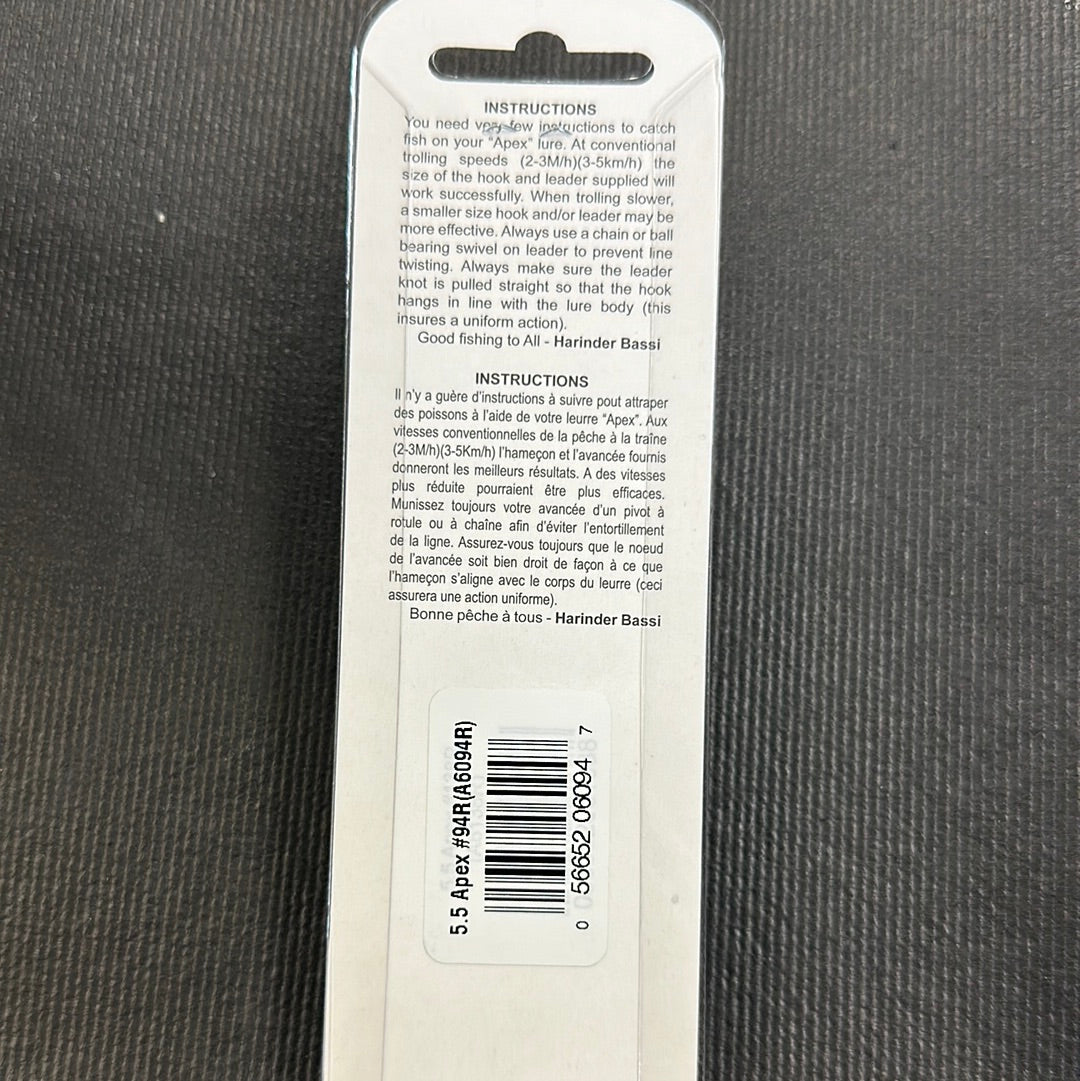 INSTRUCTIONS
You need very few instructions to catch
fish on your "Apex" lure. At conventional
trolling speeds (2-3M/h)(3-5km/h) the
size of the hook and leader supplied will
work successfully. When trolling slower,
a smaller size hook and/or leader may be
more effective. Always use a chain or ball
bearing swivel on leader to prevent line
twisting. Always make sure the leader
knot is pulled straight so that the hook
hangs in line with the lure body (this
insures a uniform action).
Good fishing to All - Harinder Bassi
INSTRUCTIONS
Il n'y a guère d'instructions à suivre pout attraper
des poissons à l'aide de votre leurre "Apex". Aux
vitesses conventionnelles de la pêche à la traîne
(2-3M/h)(3-5Km/h) l'hameçon et l'avancée fournis
donneront les meilleurs résultats. A des vitesses
plus réduite pourraient être plus efficaces.
Munissez toujours votre avancée d'un pivot à
rotule ou à chaîne afin d'éviter l'entortillement
de la ligne. Assurez-vous toujours que le noeud
de l'avancée soit bien droit de façon à ce que
l'hameçon s'aligne avec le corps du leurre (ceci
assurera une action uniforme).
Bonne pêche à tous - Harinder Bassi
5.5 Apex #94R(A6094R)
0 56652 06094 7